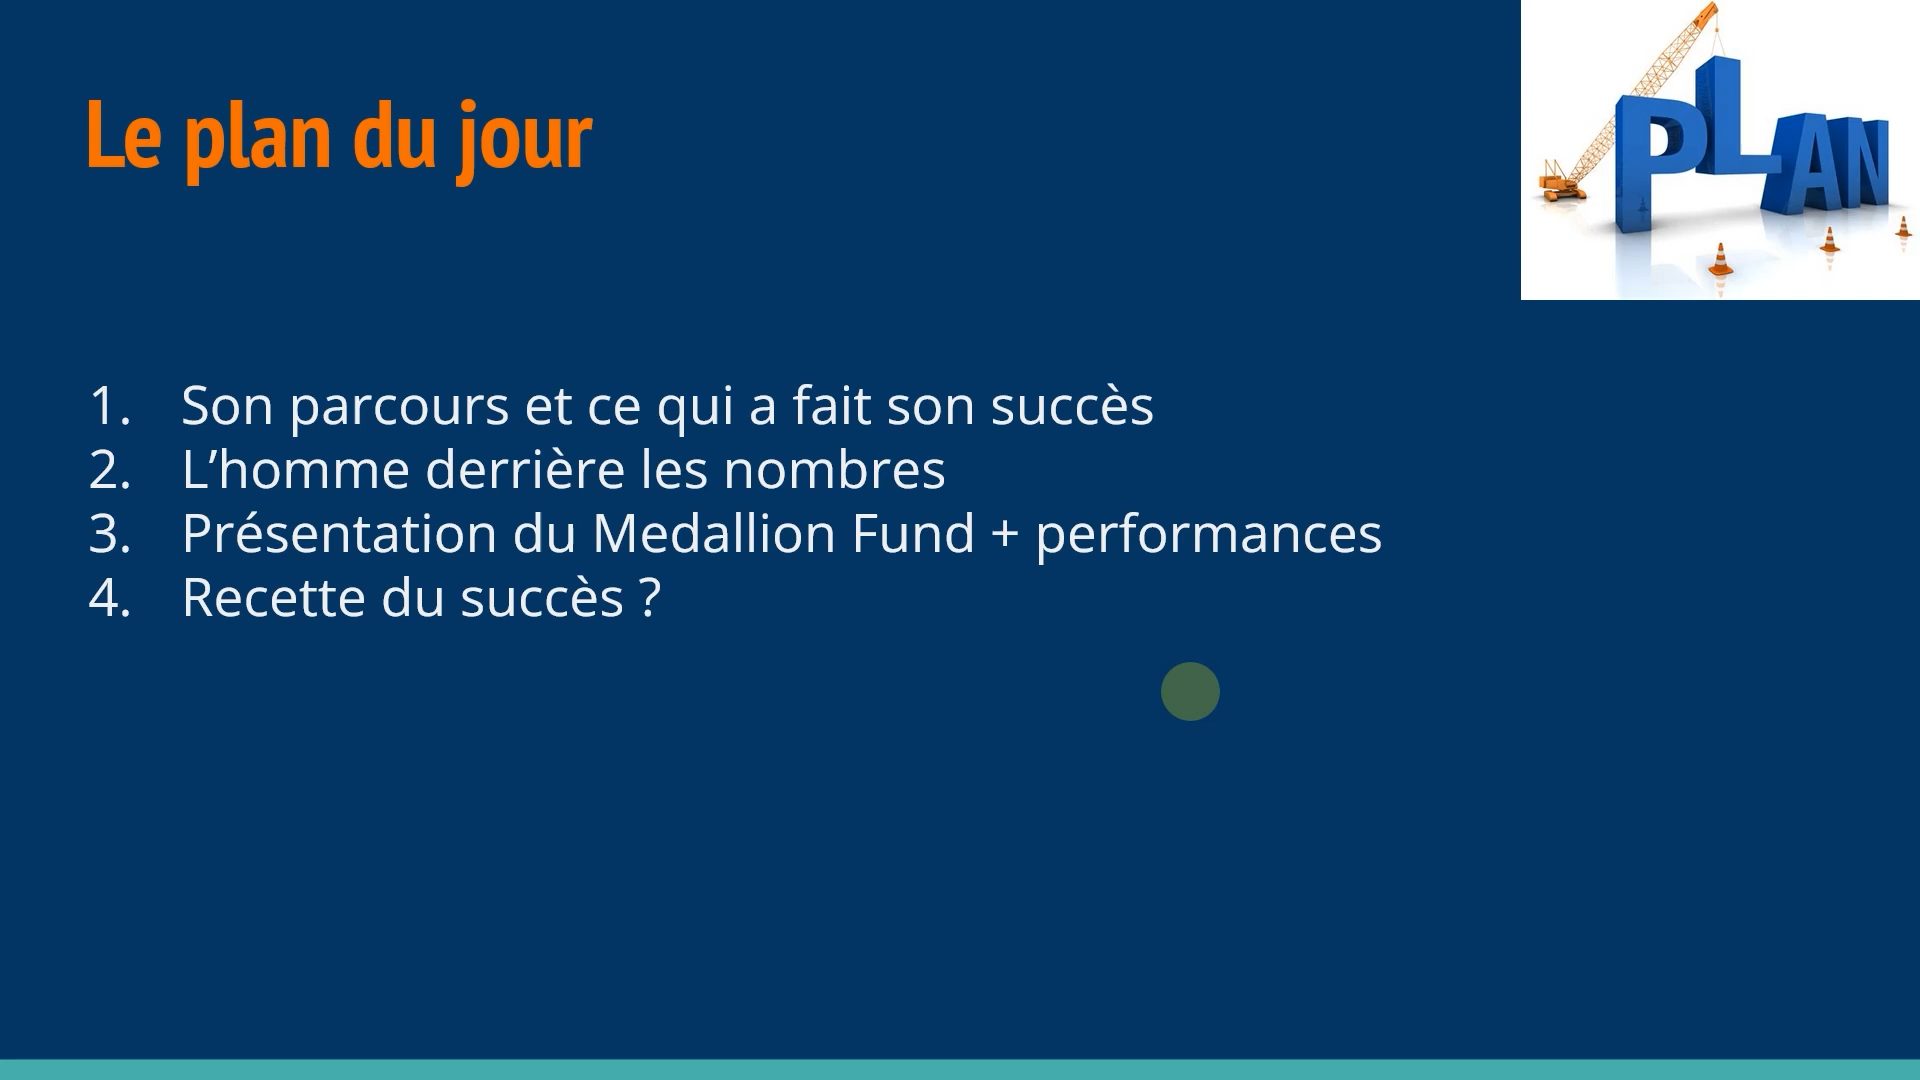 Le plan du jour
PLAN
1. Son parcours et ce qui a fait son succès
2. L’homme derrière les nombres
3. Présentation du Medallion Fund + performances
4. Recette du succès ?